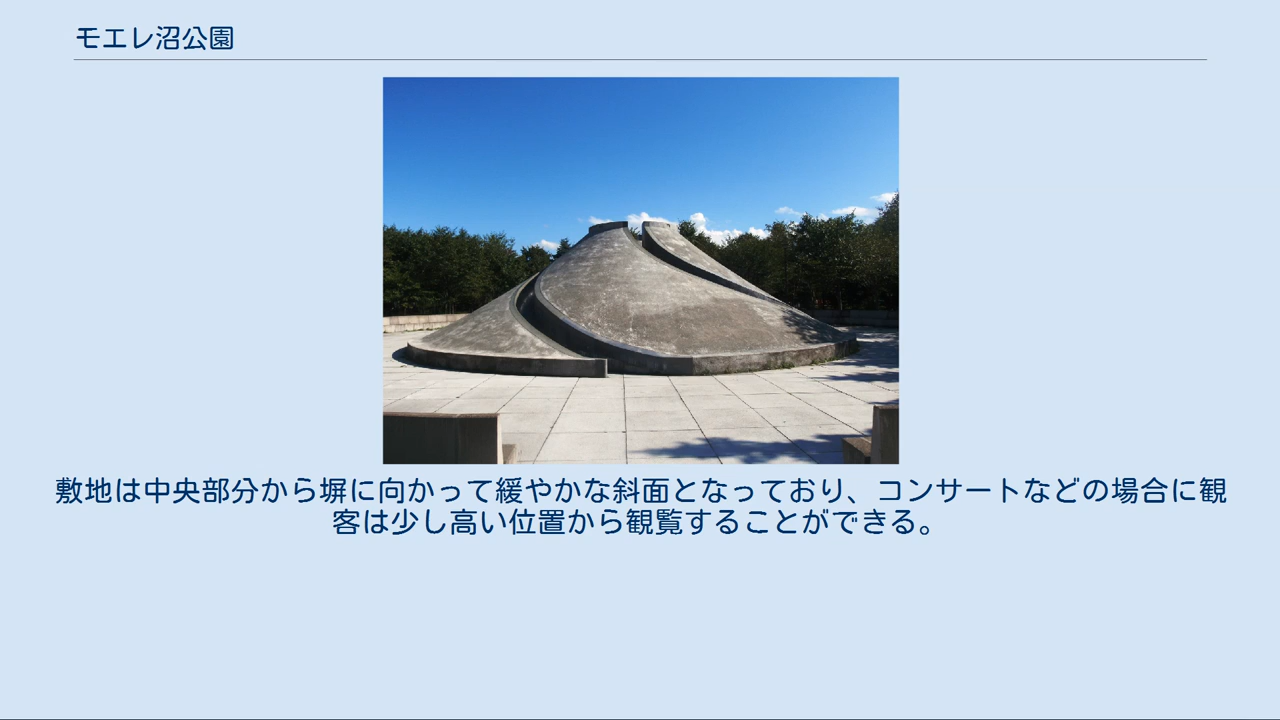 モエレ沼公園
敷地は中央部分から塀に向かって緩やかな斜面となっており、コンサートなどの場合に観
客は少し高い位置から観覧することができる。